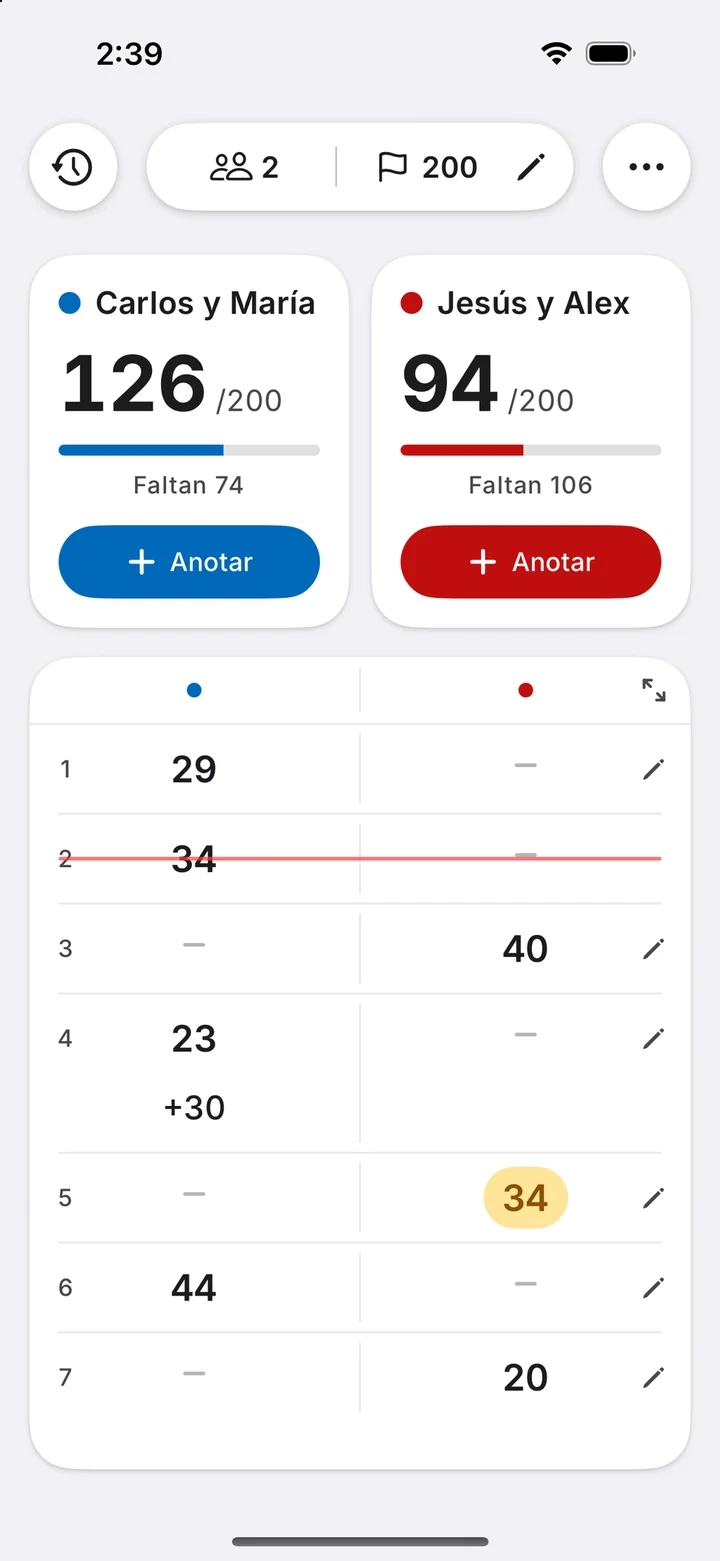 2:39
2 200
Carlos y María
126 /200
Faltan 74
+ Anotar
Jesús y Alex
94 /200
Faltan 106
+ Anotar
1 29 –
2 34 –
3 – 40
4 23 –
+30
5 – 34
6 44 –
7 – 20